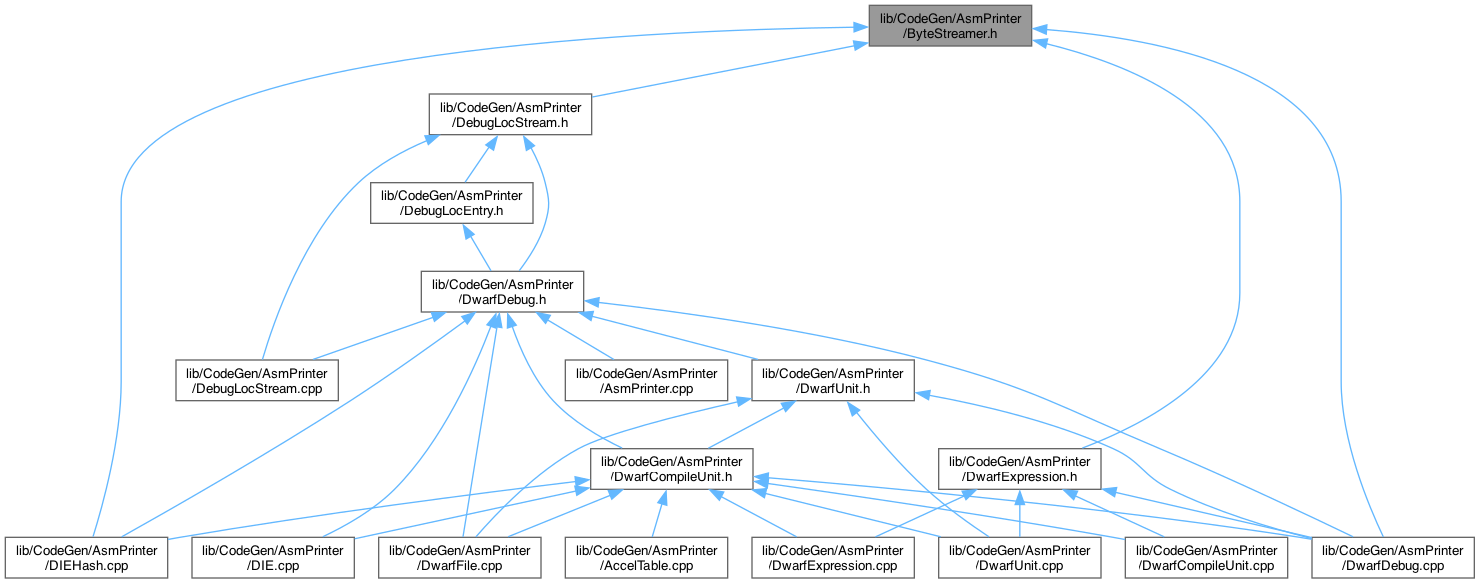 lib/CodeGen/AsmPrinter
/ByteStreamer.h
lib/CodeGen/AsmPrinter
/DebugLocStream.h
lib/CodeGen/AsmPrinter
/DebugLocEntry.h
lib/CodeGen/AsmPrinter
/DwarfDebug.h
lib/CodeGen/AsmPrinter
/DebugLocStream.cpp
lib/CodeGen/AsmPrinter
/AsmPrinter.cpp
lib/CodeGen/AsmPrinter
/DwarfUnit.h
lib/CodeGen/AsmPrinter
/DwarfCompileUnit.h
lib/CodeGen/AsmPrinter
/DwarfExpression.h
lib/CodeGen/AsmPrinter
/DIEHash.cpp
lib/CodeGen/AsmPrinter
/DIE.cpp
lib/CodeGen/AsmPrinter
/DwarfFile.cpp
lib/CodeGen/AsmPrinter
/AccelTable.cpp
lib/CodeGen/AsmPrinter
/DwarfExpression.cpp
lib/CodeGen/AsmPrinter
/DwarfUnit.cpp
lib/CodeGen/AsmPrinter
/DwarfCompileUnit.cpp
lib/CodeGen/AsmPrinter
/DwarfDebug.cpp